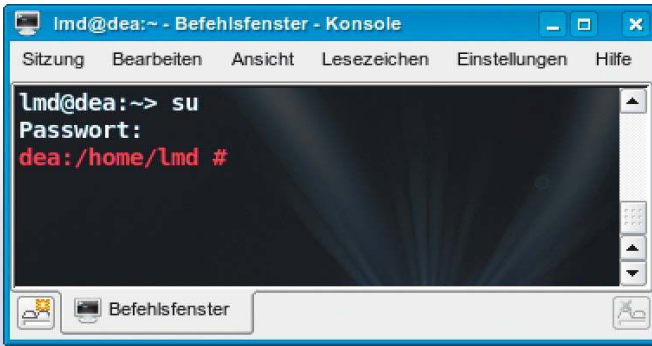 lmd@dea:~ - Befehlsfenster - Konsole
Sitzung Bearbeiten Ansicht Lesezeichen Einstellungen Hilfe
lmd@dea:~> su
Passwort:
dea:/home/lmd #
Befehlsfenster